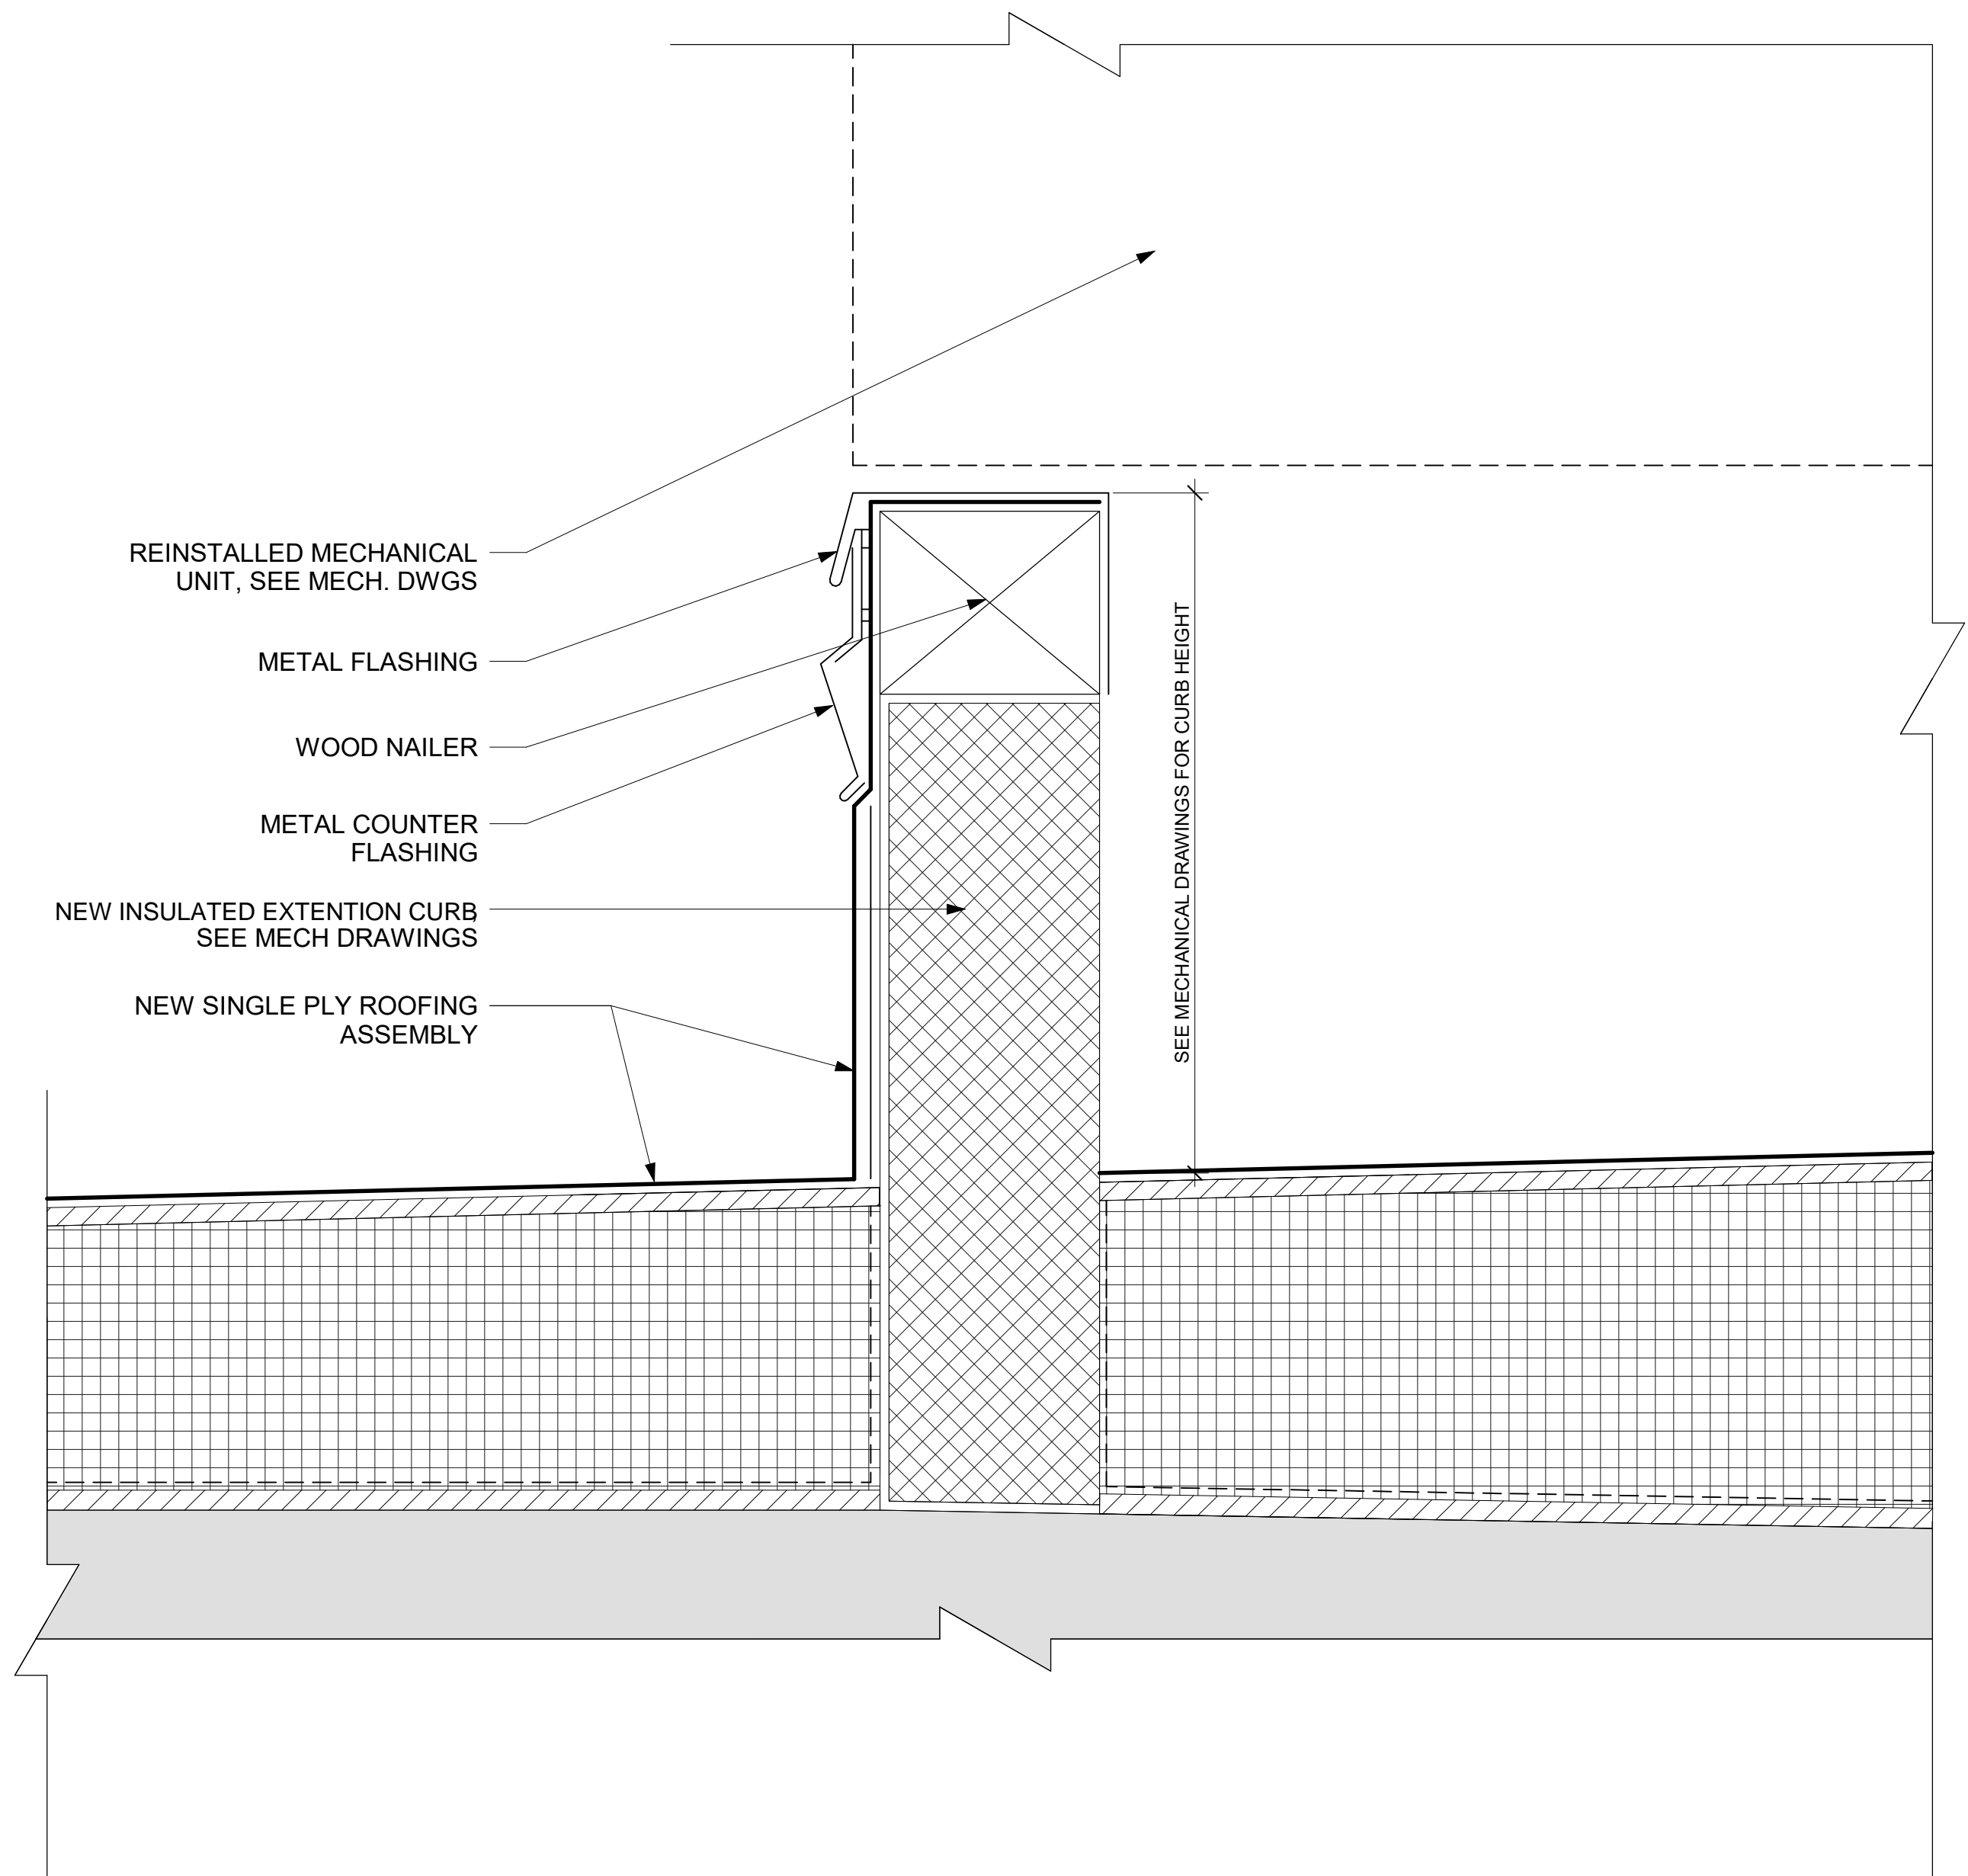 REINSTALLED MECHANICAL
UNIT, SEE MECH. DWGS
METAL FLASHING
WOOD NAILER
METAL COUNTER
FLASHING
NEW INSULATED EXTENTION CURB,
SEE MECH DRAWINGS
NEW SINGLE PLY ROOFING
ASSEMBLY
SEE MECHANICAL DRAWINGS FOR CURB HEIGHT